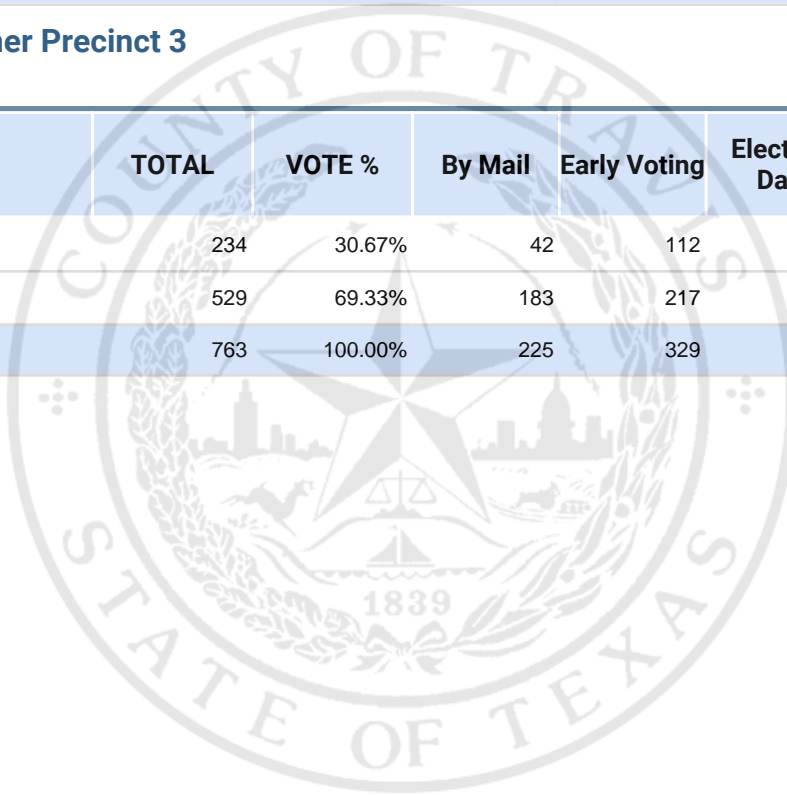 ner Precinct 3
TOTAL VOTE % By Mail Early Voting Elect
Da
234 30.67% 42 112
529 69.33% 183 217
763 100.00% 225 329
COUNTY OF TRAVIS
1839
STATE OF TEXAS